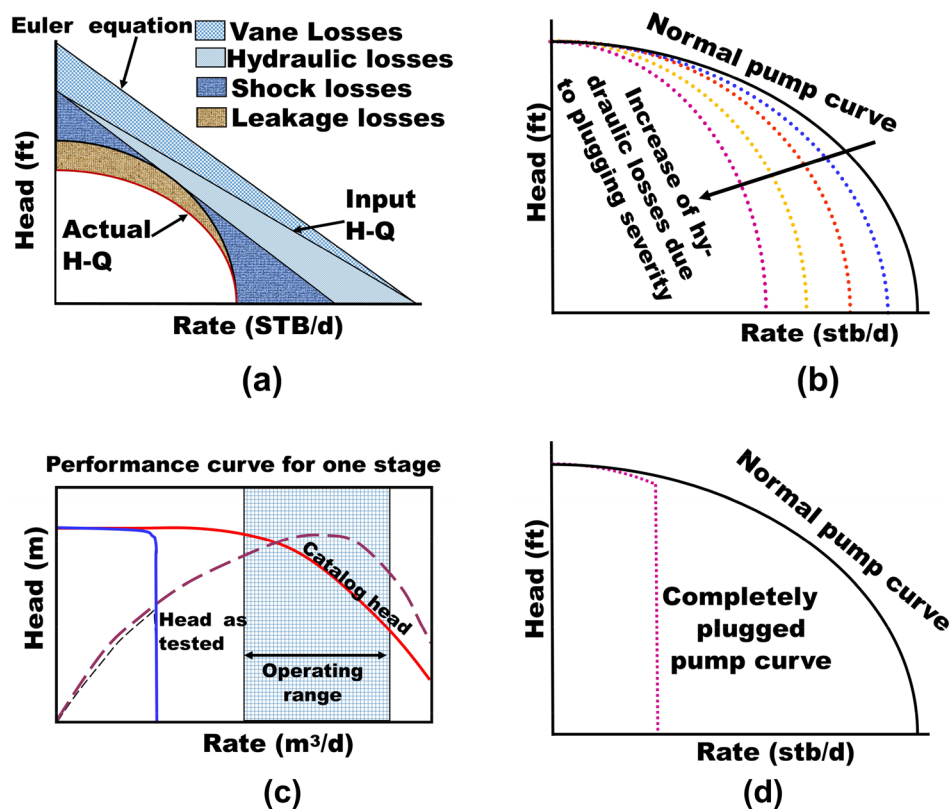 Euler equation
Vane Losses
Hydraulic losses
Shock losses
Leakage losses
Head (ft)
Actual
H-Q
Input
H-Q
Rate (STB/d)
(a)
Normal pump curve
Increase of hy-
draulic losses due
to plugging severity
Head (ft)
Rate (stb/d)
(b)
Performance curve for one stage
Head (m)
Catalog head
Head as
tested
Operating
range
Rate (m³/d)
(c)
Normal pump curve
Head (ft)
Completely
plugged
pump curve
Rate (stb/d)
(d)